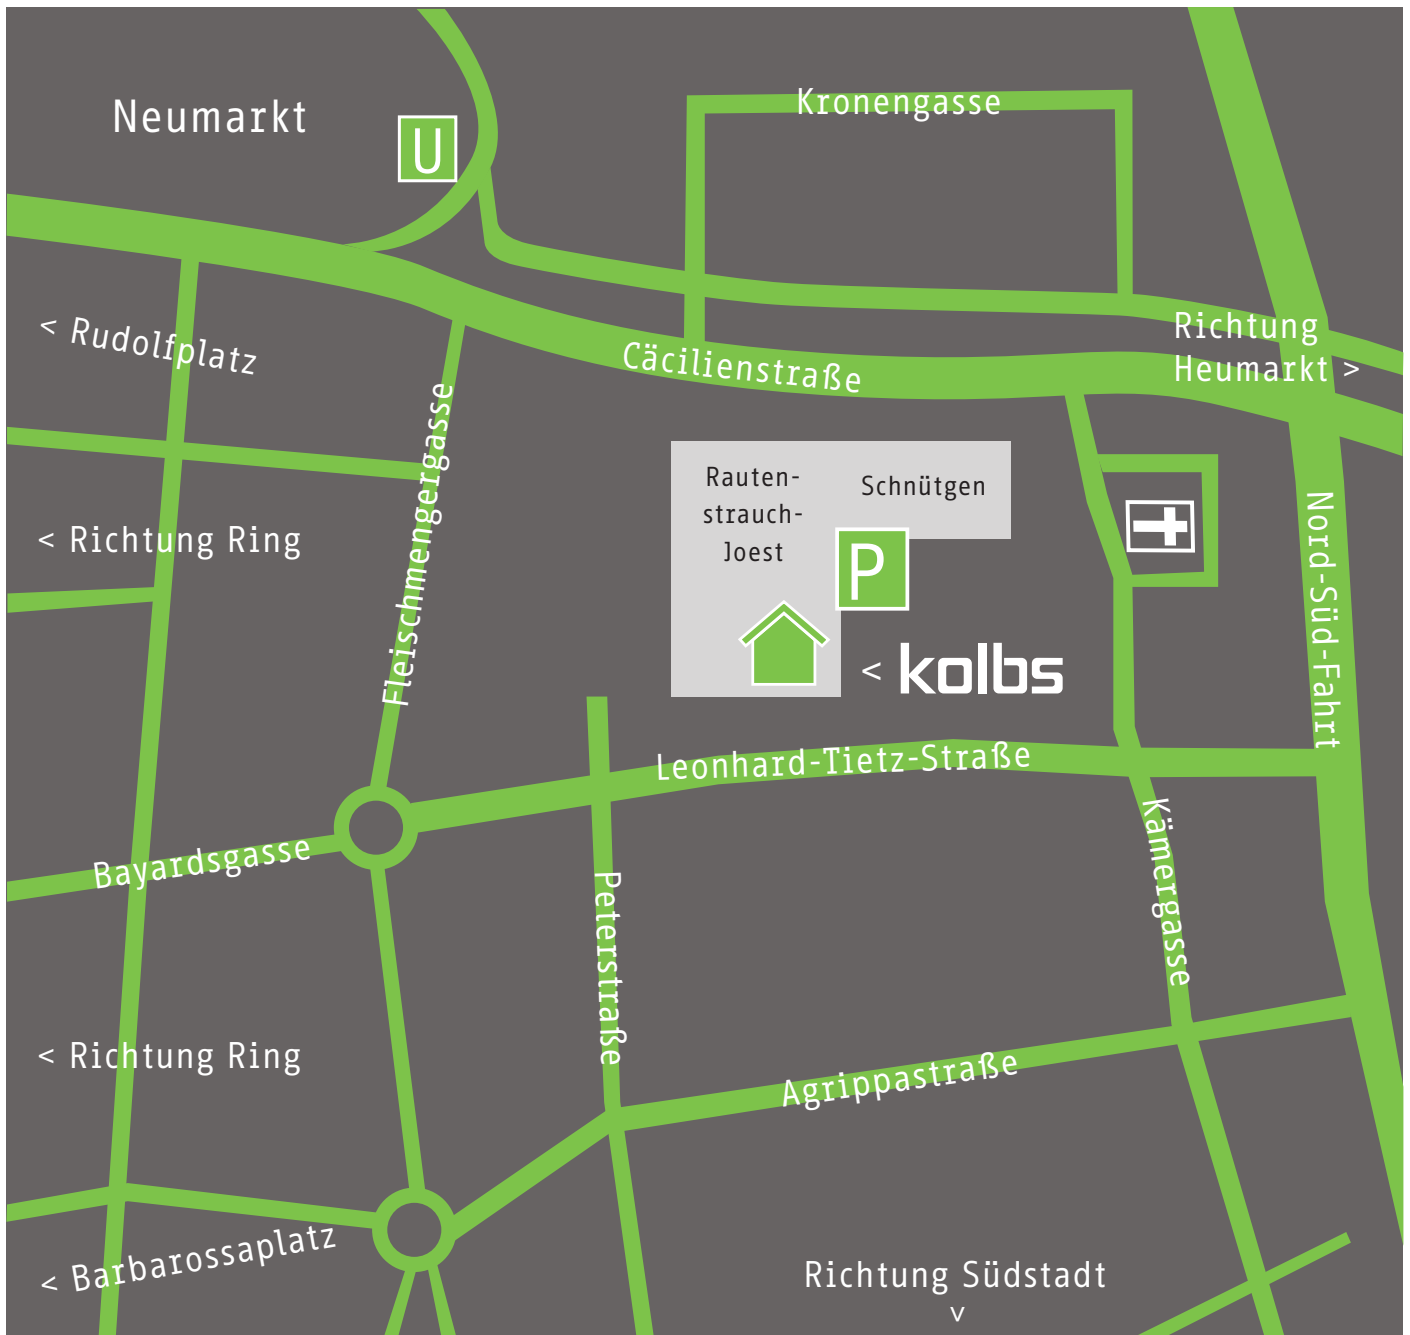 Neumarkt
U
Kronengasse
< Rudolfplatz
Cäcilienstraße
Richtung
Heumarkt >
Fleischmengergasse
Rauten-
strauch-
Joest
Schnütgen
P
< Richtung Ring
Nord-Süd-Fahrt
< kolbs
Leonhard-Tietz-Straße
Bayardsgasse
Peterstraße
Kämergasse
< Richtung Ring
Agrippastraße
< Barbarossaplatz
Richtung Südstadt
>